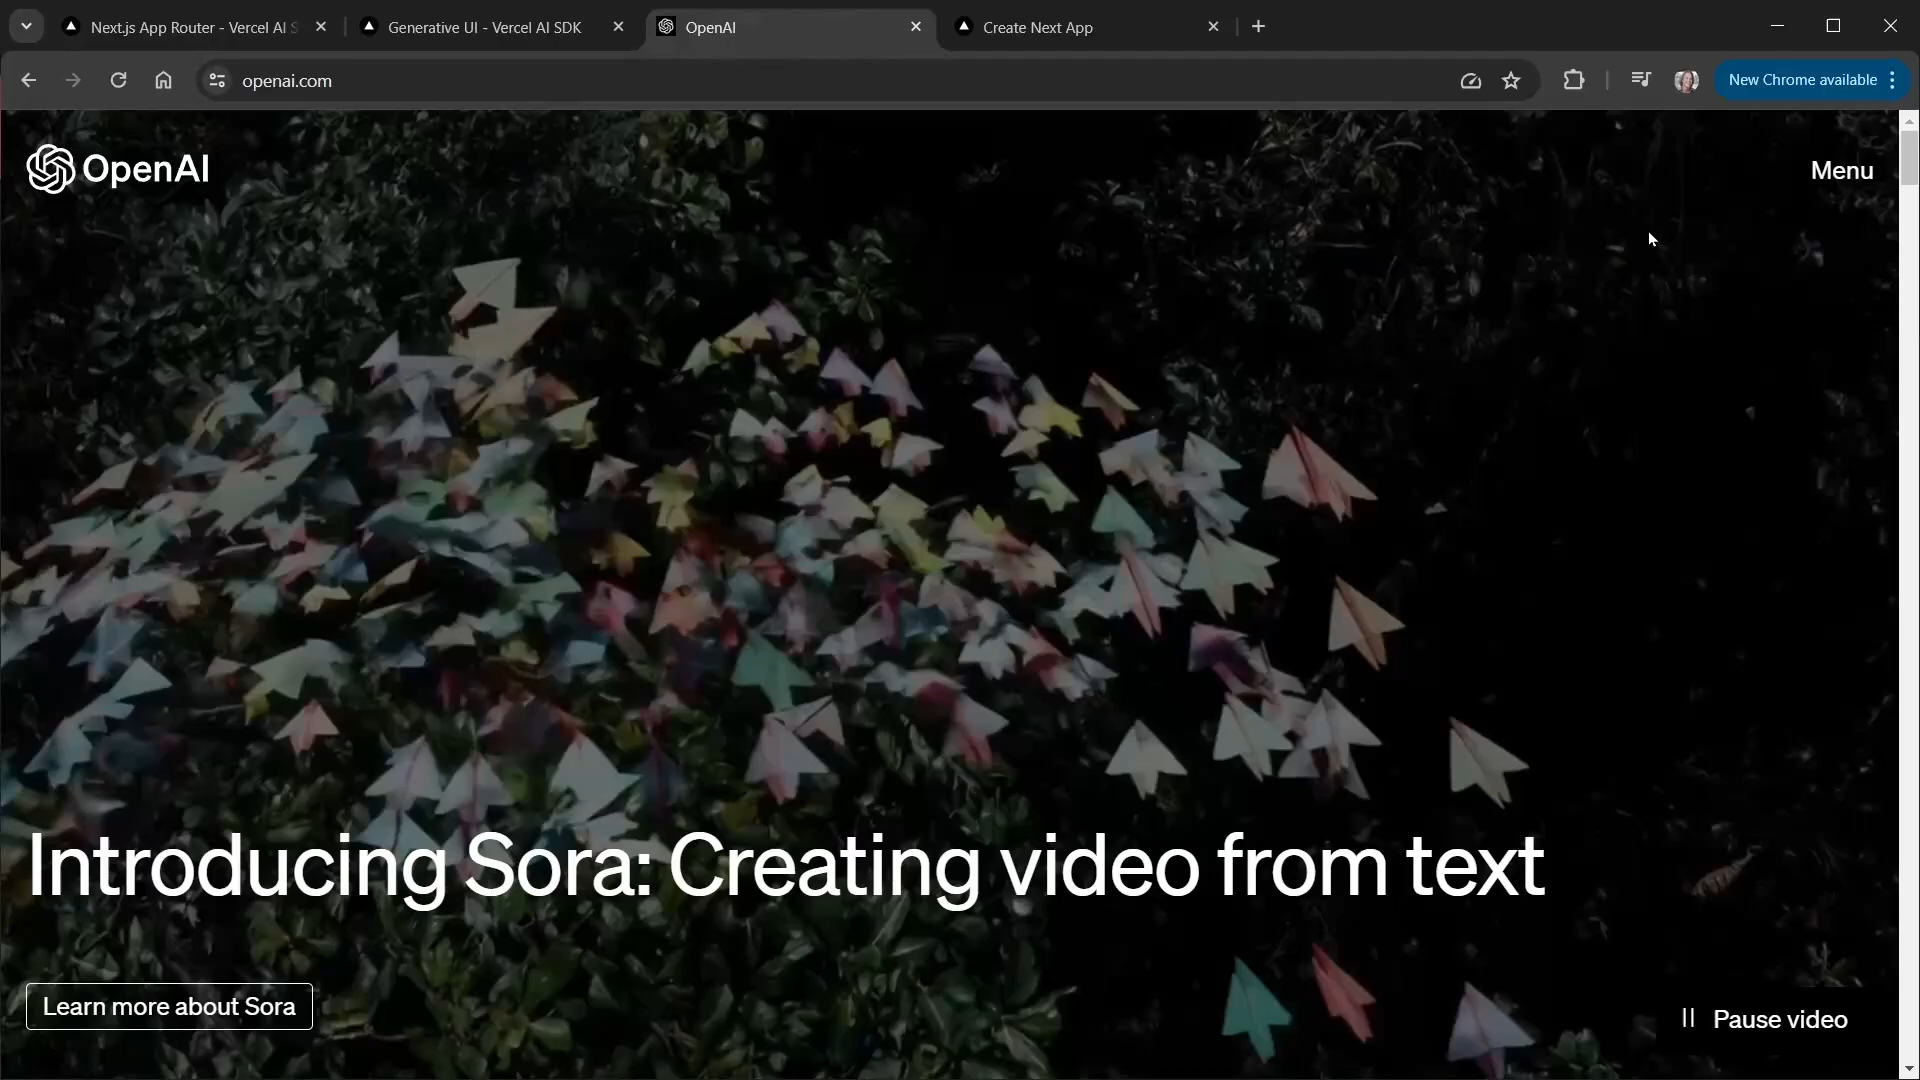 Next.js App Router - Vercel AI S
Generative UI - Vercel AI SDK
OpenAI
Create Next App
openai.com
New Chrome available
OpenAI
Menu
Introducing Sora: Creating video from text
Learn more about Sora
Pause video